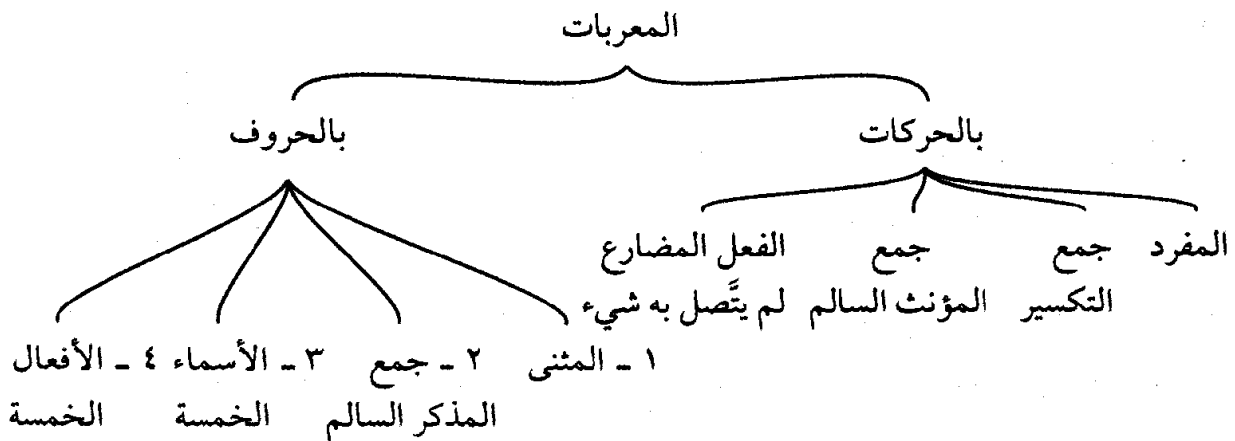 المعربات
بالحركات
بالحروف
المفرد
جمع
التكسير
جمع
المؤنث السالم
الفعل المضارع
لم يتَّصل به شيء
١ ـ المثنى
٢ ـ جمع
المذكر السالم
٣ ـ الأسماء
الخمسة
٤ ـ الأفعال
الخمسة